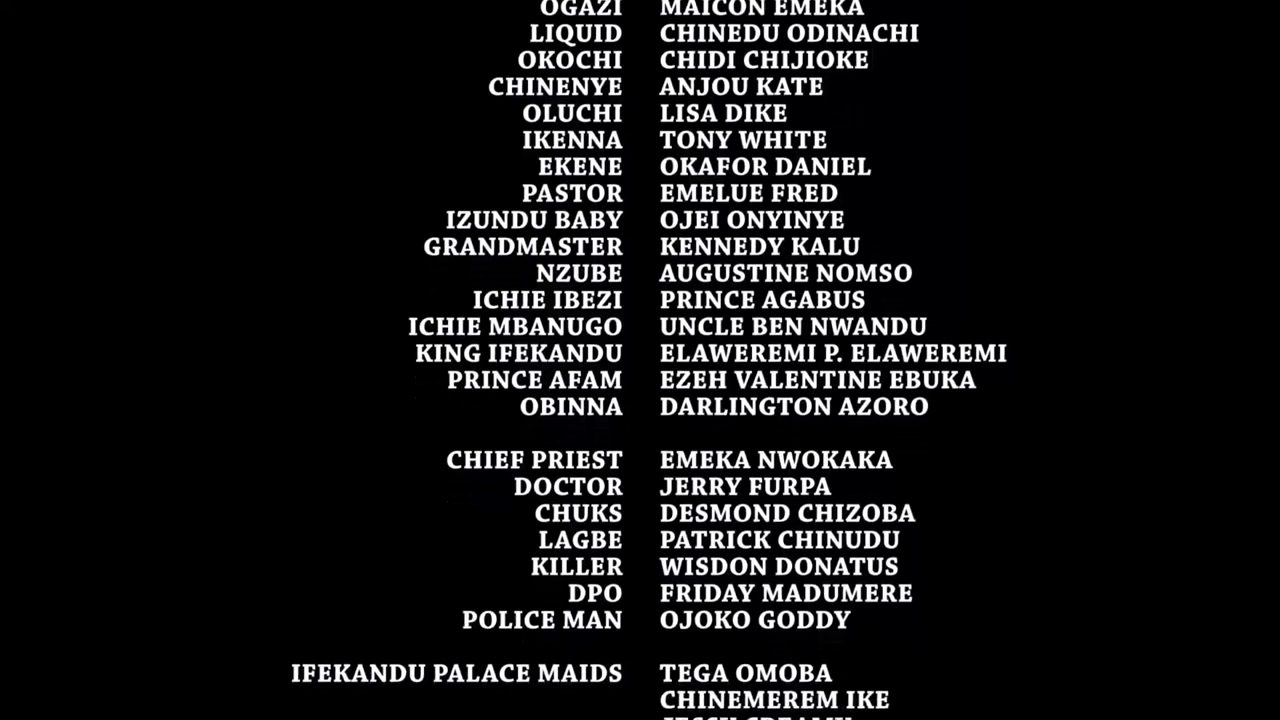 OGAZI MAICON EMEKA
LIQUID CHINEDU ODINACHI
OKOCHI CHIDI CHIJIOKE
CHINENYE ANJOU KATE
OLUCHI LISA DIKE
IKENNA TONY WHITE
EKENE OKAFOR DANIEL
PASTOR EMELUE FRED
IZUNDU BABY OJEI ONYINYE
GRANDMASTER KENNEDY KALU
NZUBE AUGUSTINE NOMSO
ICHIE IBEZI PRINCE AGABUS
ICHIE MBANUGO UNCLE BEN NWANDU
KING IFEKANDU ELAWEREMI P. ELAWEREMI
PRINCE AFAM EZEH VALENTINE EBUKA
OBINNA DARLINGTON AZORO
CHIEF PRIEST EMEKA NWOKAKA
DOCTOR JERRY FURPA
CHUKS DESMOND CHIZOBA
LAGBE PATRICK CHINUDU
KILLER WISDON DONATUS
DPO FRIDAY MADUMERE
POLICE MAN OJOKO GODDY
IFEKANDU PALACE MAIDS TEGA OMOBA
CHINEMEREM IKE